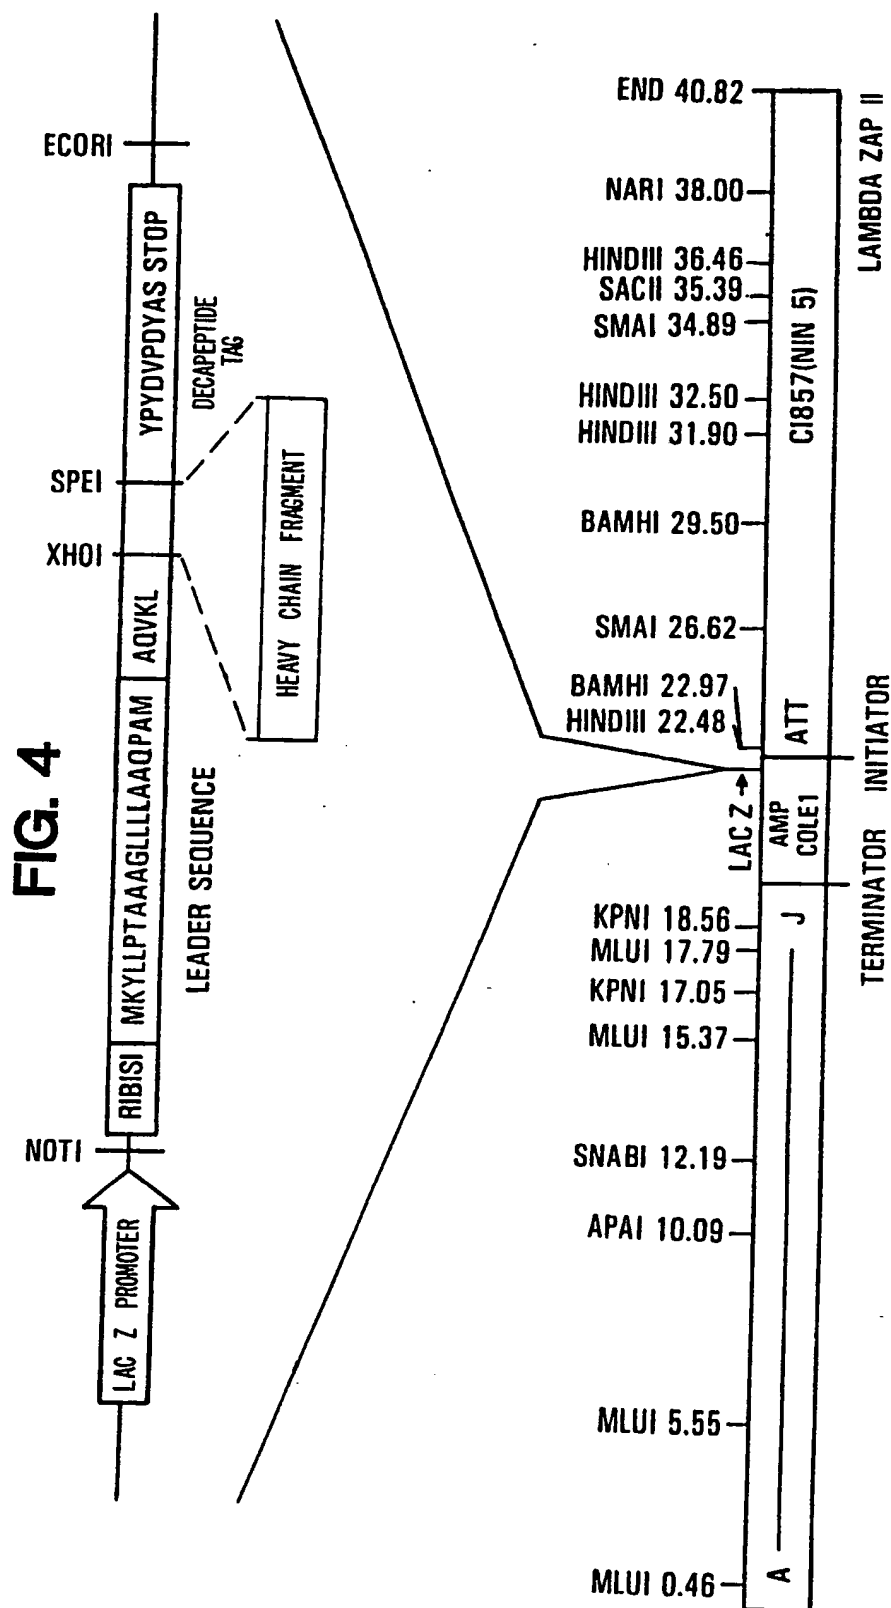 FIG. 4
NOTI
XHOI
SPEI
ECORI
LAC Z PROMOTER
RIBISI
MKYLLPTAAAGLLLLAAQPAM
AQVKL
YPYDVPDYAS STOP
LEADER SEQUENCE
DECAPEPTIDE
TAG
HEAVY CHAIN FRAGMENT
MLUI 0.46
MLUI 5.55
APAI 10.09
SNABI 12.19
MLUI 15.37
KPNI 17.05
MLUI 17.79
KPNI 18.56
LAC Z→
HINDIII 22.48
BAMHI 22.97
SMAI 26.62
BAMHI 29.50
HINDIII 31.90
HINDIII 32.50
SMAI 34.89
SACII 35.39
HINDIII 36.46
NARI 38.00
END 40.82
A
J
AMP
COLE1
ATT
CI857(NIN 5)
TERMINATOR
INITIATOR
LAMBDA ZAP II